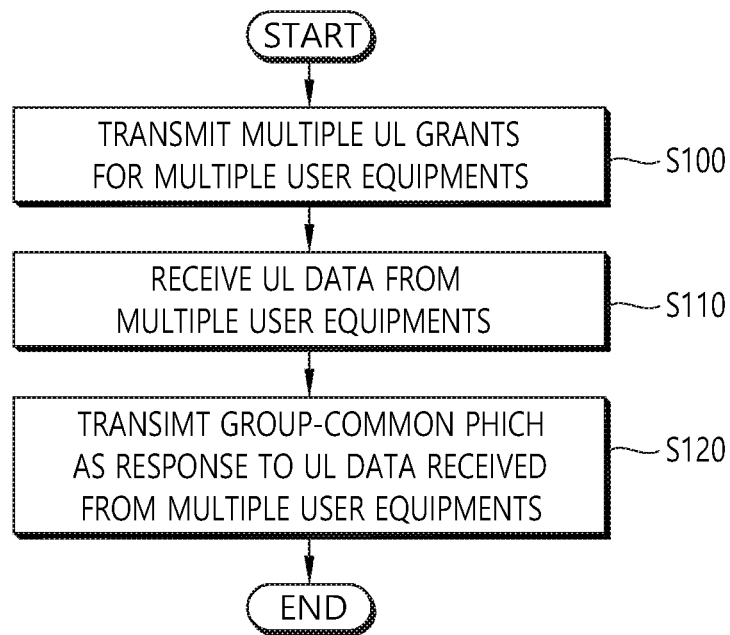 START
TRANSMIT MULTIPLE UL GRANTS
FOR MULTIPLE USER EQUIPMENTS
S100
RECEIVE UL DATA FROM
MULTIPLE USER EQUIPMENTS
S110
TRANSIMT GROUP-COMMON PHICH
AS RESPONSE TO UL DATA RECEIVED
FROM MULTIPLE USER EQUIPMENTS
S120
END